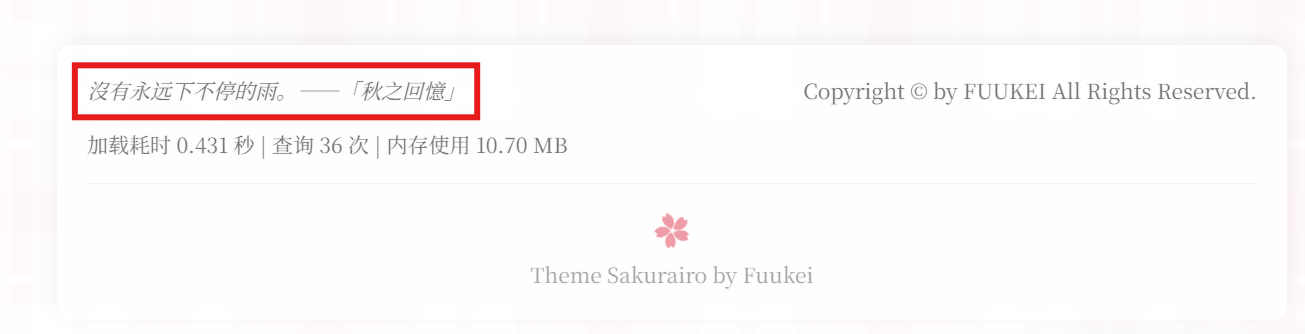 沒有永远下不停的雨。——「秋之回憶」
Copyright © by FUUKEI All Rights Reserved.
加载耗时 0.431 秒 | 查询 36 次 | 内存使用 10.70 MB
Theme Sakurairo by Fuukei